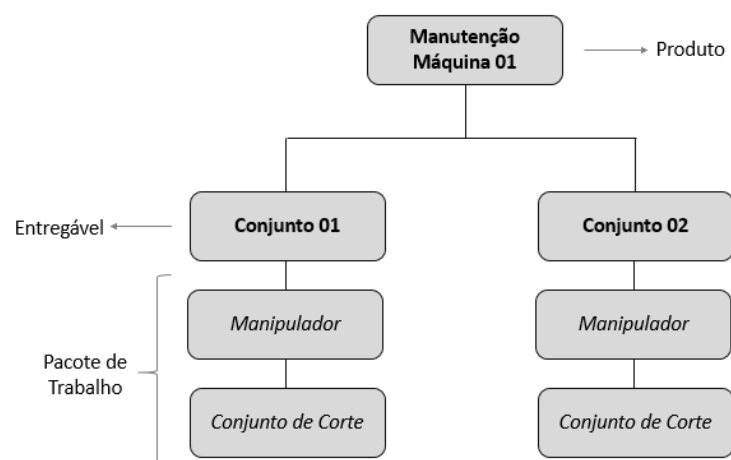 Manutenção
Máquina 01
Produto
Entregável
Conjunto 01
Conjunto 02
Manipulador
Manipulador
Pacote de
Trabalho
Conjunto de Corte
Conjunto de Corte